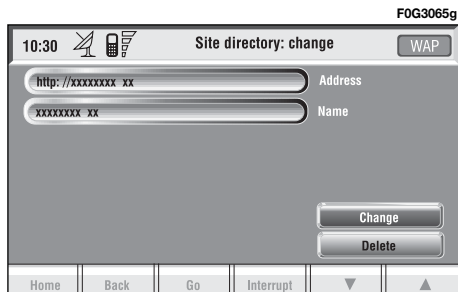 F0G3065g
10:30 Site directory: change WAP
http: //xxxxxxxx xx Address
xxxxxxxx xx Name
Change
Delete
Home Back Go Interrupt